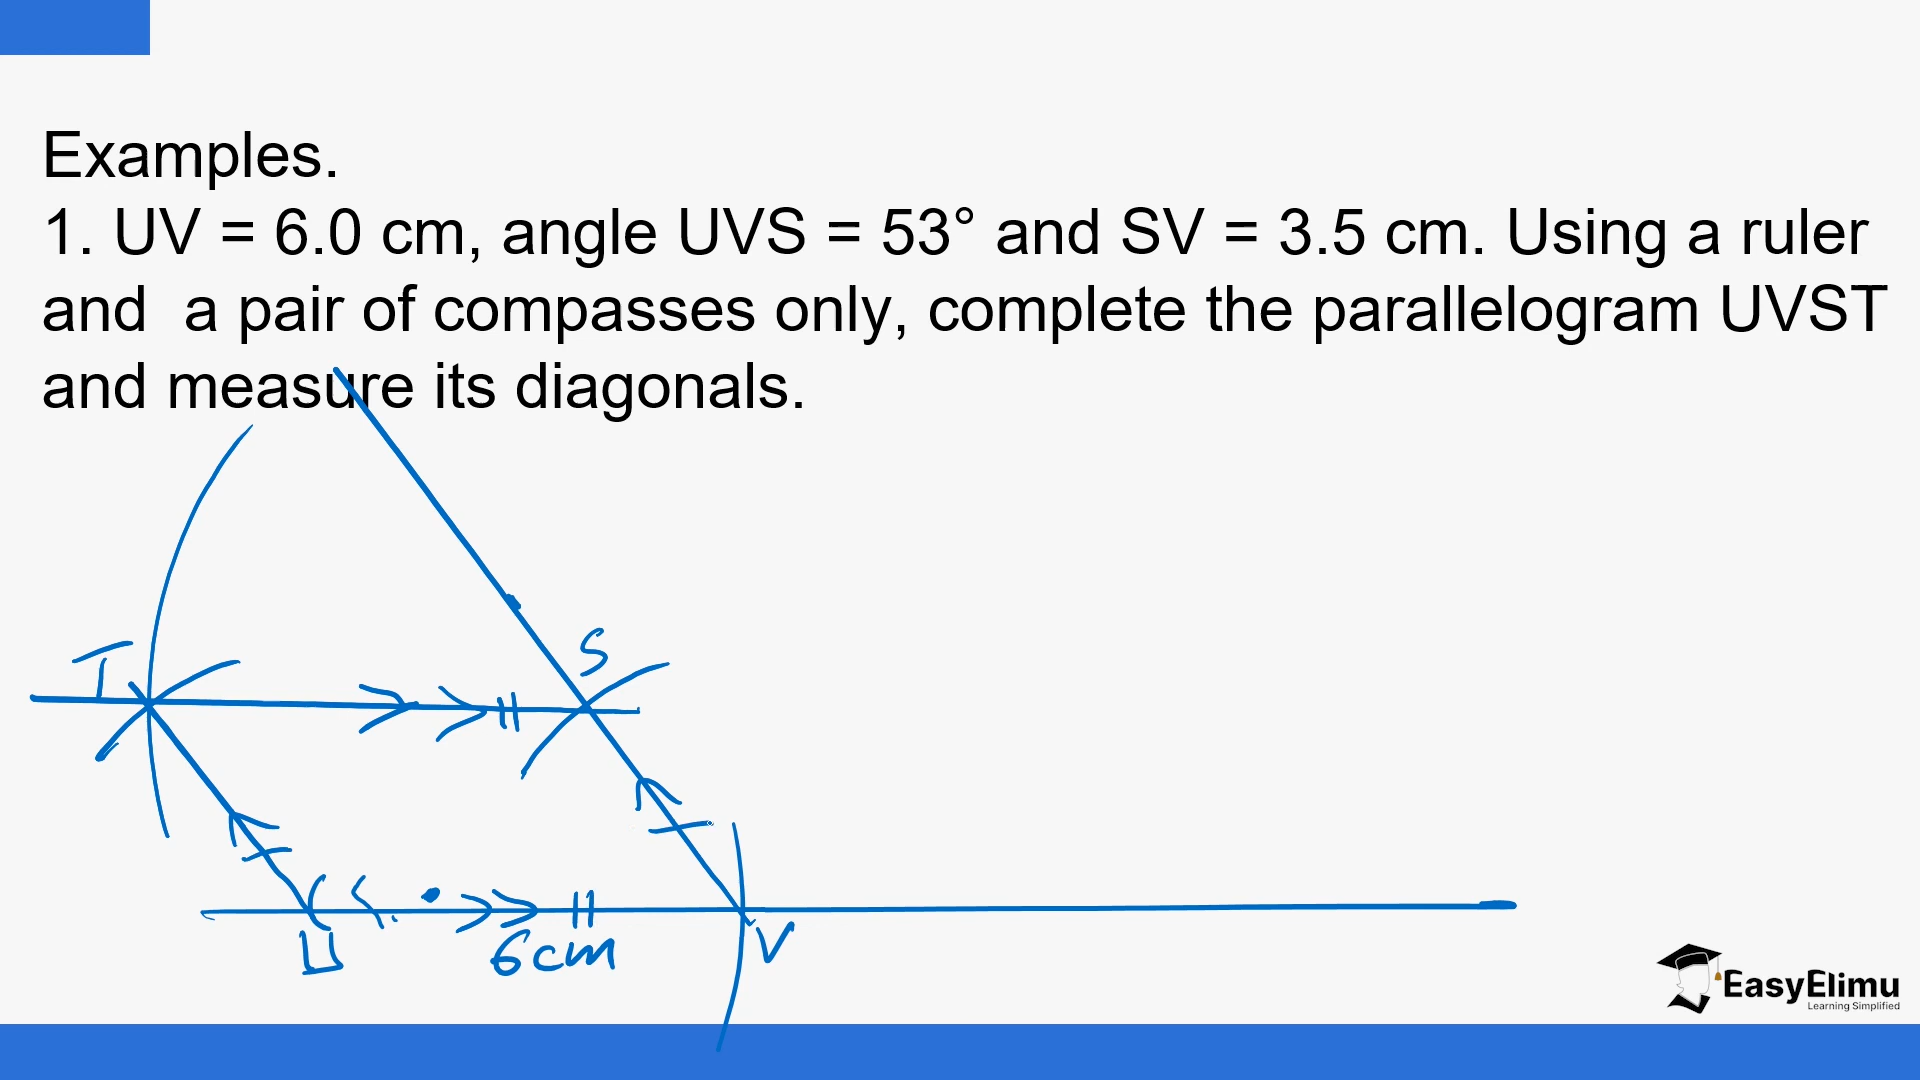 Examples.
1. UV = 6.0 cm, angle UVS = 53° and SV = 3.5 cm. Using a ruler
and a pair of compasses only, complete the parallelogram UVST
and measure its diagonals.
T
S
U
6cm
V
EasyElimu
Learning Simplified